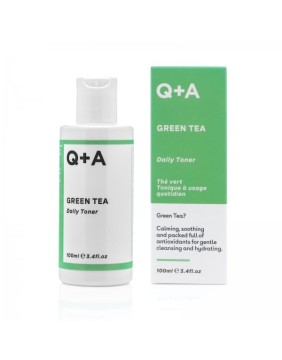 Q+A
GREEN TEA
Daily Toner
100ml ℮ 3.4fl.oz
Q+A
GREEN TEA
Daily Toner
Thé vert
Tonique à usage
quotidien
Green Tea?
Calming, soothing
and packed full of
antioxidants for gentle
cleansing and hydrating.
100ml ℮ 3.4fl.oz